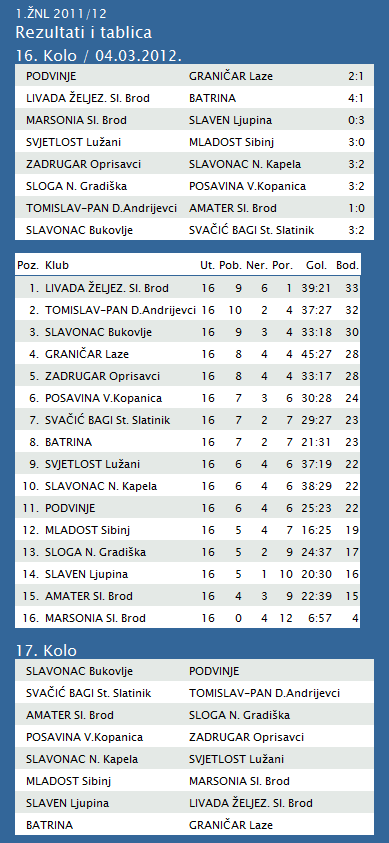 1.ŽNL 2011/12
Rezultati i tablica
16. Kolo / 04.03.2012.
PODVINJE GRANIČAR Laze 2:1
LIVADA ŽELJEZ. Sl. Brod BATRINA 4:1
MARSONIA Sl. Brod SLAVEN Ljupina 0:3
SVJETLOST Lužani MLADOST Sibinj 3:0
ZADRUGAR Oprisavci SLAVONAC N. Kapela 3:2
SLOGA N. Gradiška POSAVINA V.Kopanica 3:2
TOMISLAV-PAN D.Andrijevci AMATER Sl. Brod 1:0
SLAVONAC Bukovlje SVAČIĆ BAGI St. Slatinik 3:2
Poz. Klub Ut. Pob. Ner. Por. Gol. Bod.
1. LIVADA ŽELJEZ. Sl. Brod 16 9 6 1 39:21 33
2. TOMISLAV-PAN D.Andrijevci 16 10 2 4 37:27 32
3. SLAVONAC Bukovlje 16 9 3 4 33:18 30
4. GRANIČAR Laze 16 8 4 4 45:27 28
5. ZADRUGAR Oprisavci 16 8 4 4 33:17 28
6. POSAVINA V.Kopanica 16 7 3 6 30:28 24
7. SVAČIĆ BAGI St. Slatinik 16 7 2 7 29:27 23
8. BATRINA 16 7 2 7 21:31 23
9. SVJETLOST Lužani 16 6 4 6 37:19 22
10. SLAVONAC N. Kapela 16 6 4 6 38:29 22
11. PODVINJE 16 6 4 6 25:23 22
12. MLADOST Sibinj 16 5 4 7 16:25 19
13. SLOGA N. Gradiška 16 5 2 9 24:37 17
14. SLAVEN Ljupina 16 5 1 10 20:30 16
15. AMATER Sl. Brod 16 4 3 9 22:39 15
16. MARSONIA Sl. Brod 16 0 4 12 6:57 4
17. Kolo
SLAVONAC Bukovlje PODVINJE
SVAČIĆ BAGI St. Slatinik TOMISLAV-PAN D.Andrijevci
AMATER Sl. Brod SLOGA N. Gradiška
POSAVINA V.Kopanica ZADRUGAR Oprisavci
SLAVONAC N. Kapela SVJETLOST Lužani
MLADOST Sibinj MARSONIA Sl. Brod
SLAVEN Ljupina LIVADA ŽELJEZ. Sl. Brod
BATRINA GRANIČAR Laze